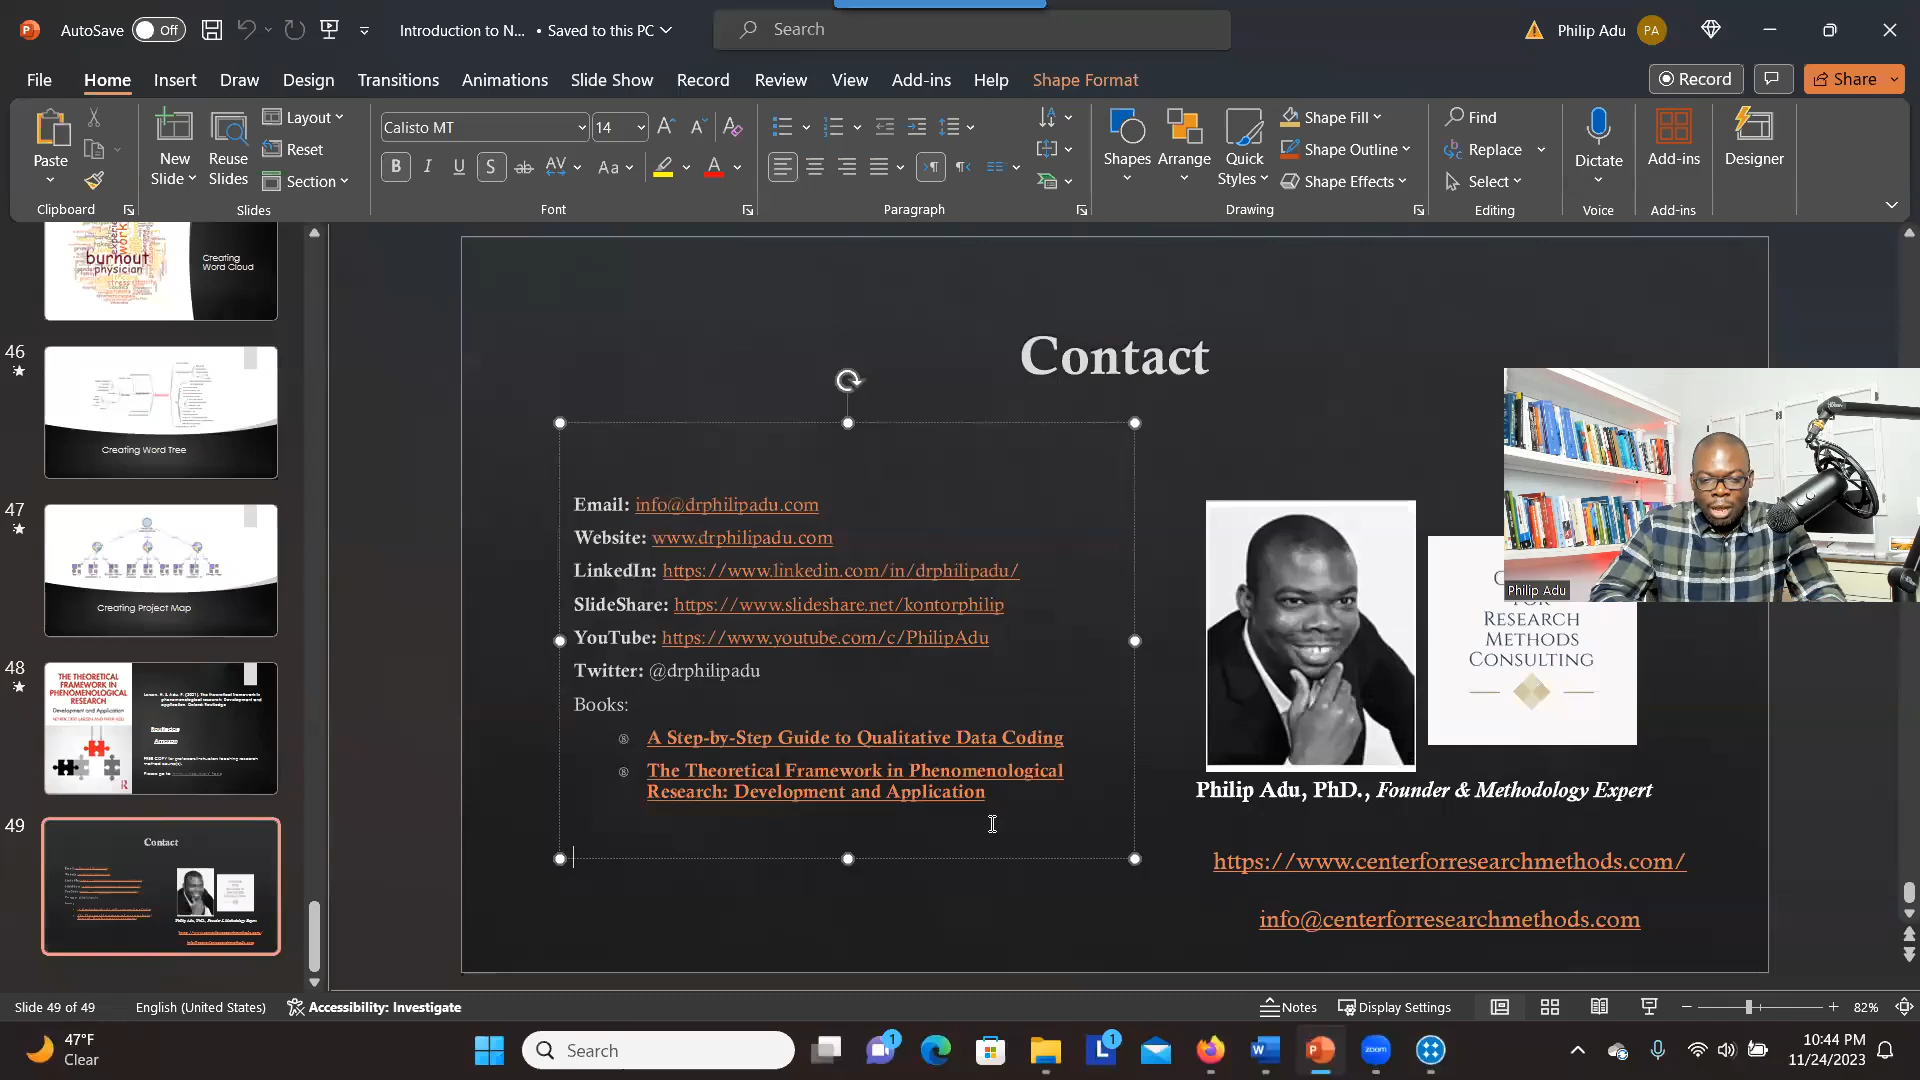 AutoSave Off
Introduction to N... • Saved to this PC
Search
Philip Adu PA
File Home Insert Draw Design Transitions Animations Slide Show Record Review View Add-ins Help Shape Format
Record
Share
Paste
New Slide
Reuse Slides
Layout
Reset
Section
Calisto MT 14
Shapes
Arrange
Quick Styles
Shape Fill
Shape Outline
Shape Effects
Find
Replace
Select
Dictate
Add-ins
Designer
Clipboard Slides Font Paragraph Drawing Editing Voice Add-ins
burnout
physician
Creating
Word Cloud
46
Creating Word Tree
47
Creating Project Map
48
THE THEORETICAL
FRAMEWORK IN
PHENOMENOLOGICAL
RESEARCH
Development and Application
Routledge
Amazon
49
Contact
Contact
Email: info@drphilipadu.com
Website: www.drphilipadu.com
LinkedIn: https://www.linkedin.com/in/drphilipadu/
SlideShare: https://www.slideshare.net/kontorphilip
YouTube: https://www.youtube.com/c/PhilipAdu
Twitter: @drphilipadu
Books:
A Step-by-Step Guide to Qualitative Data Coding
The Theoretical Framework in Phenomenological
Research: Development and Application
Philip Adu
RESEARCH
METHODS
CONSULTING
Philip Adu, PhD., Founder & Methodology Expert
https://www.centerforresearchmethods.com/
info@centerforresearchmethods.com
Slide 49 of 49 English (United States) Accessibility: Investigate
Notes Display Settings 82%
47°F
Clear
Search
1
1
zoom
10:44 PM
11/24/2023